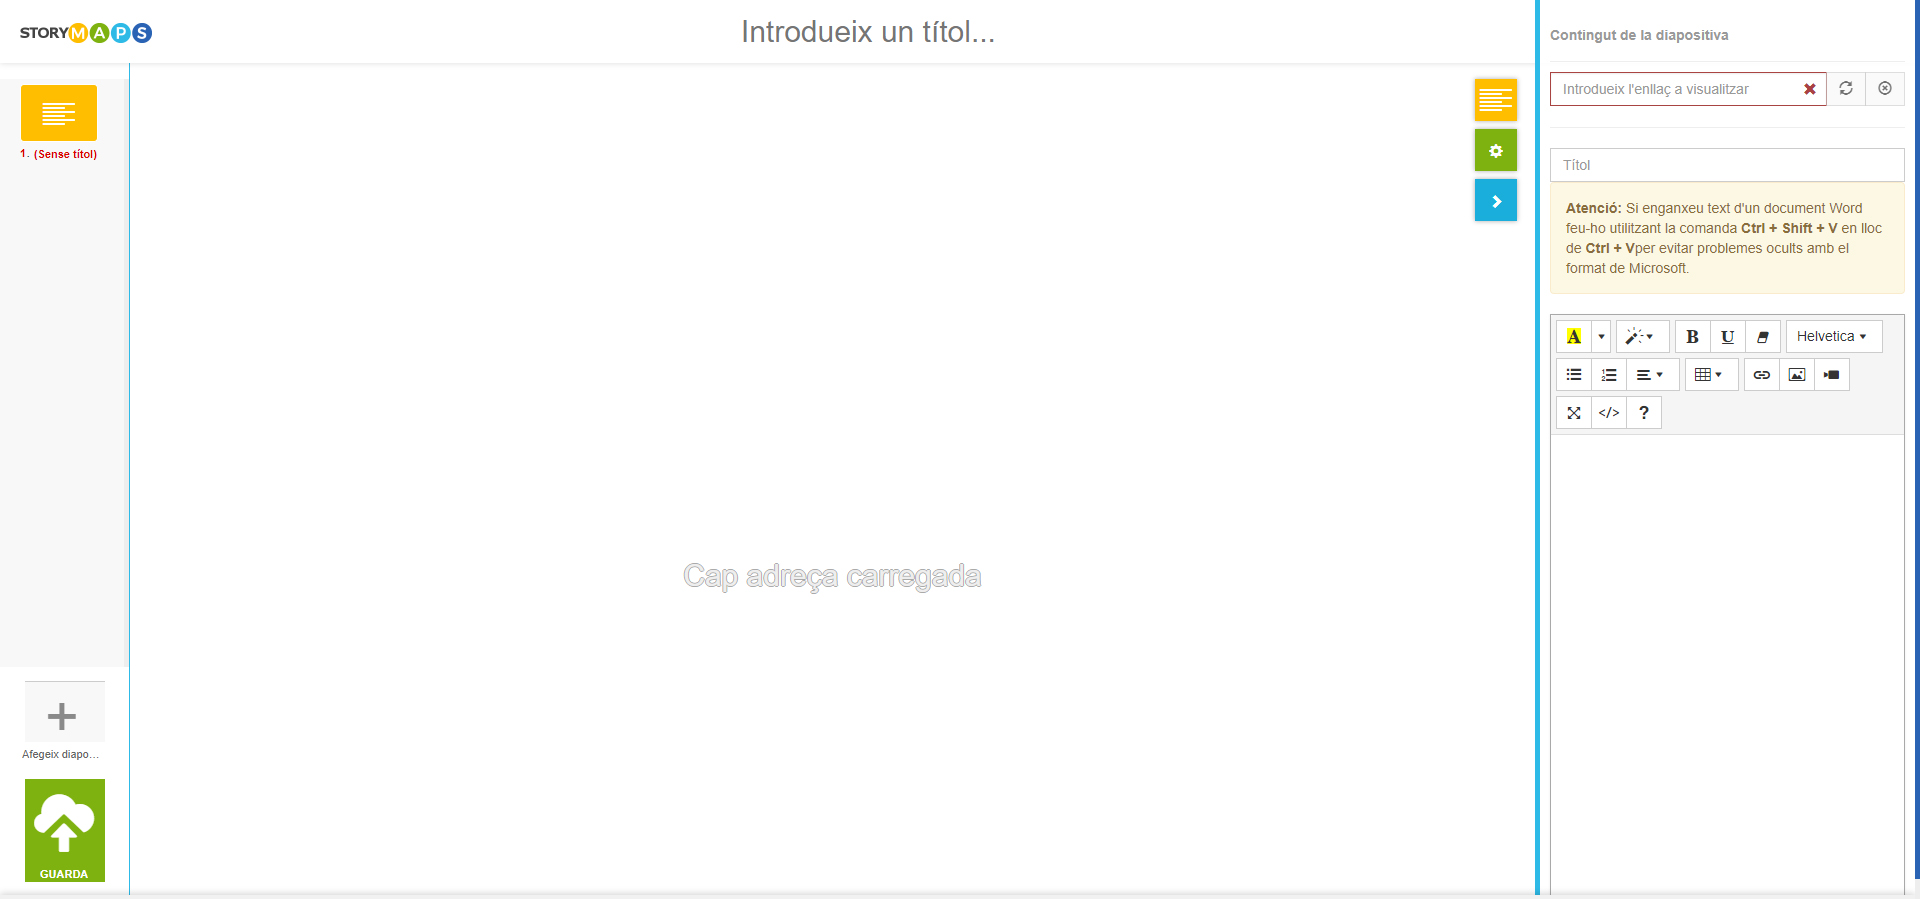 STORYMAPS
Introdueix un títol...
1. (Sense títol)
Cap adreça carregada
Afegeix diapo...
GUARDA
Contingut de la diapositiva
Introdueix l'enllaç a visualitzar
Títol
Atenció: Si enganxeu text d'un document Word
feu-ho utilitzant la comanda Ctrl + Shift + V en lloc
de Ctrl + Vper evitar problemes ocults amb el
format de Microsoft.
A B U Helvetica
</> ?